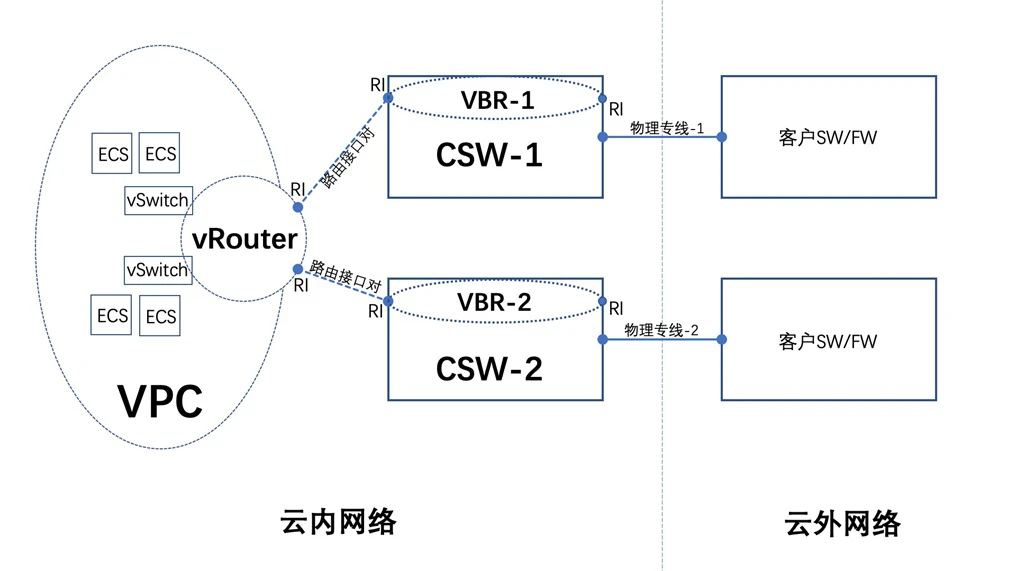 ECS
ECS
vSwitch
vRouter
vSwitch
ECS
ECS
VPC
RI
路由接口对
RI
RI
路由接口对
RI
VBR-1
RI
CSW-1
物理专线-1
客户SW/FW
VBR-2
RI
CSW-2
物理专线-2
客户SW/FW
云内网络
云外网络